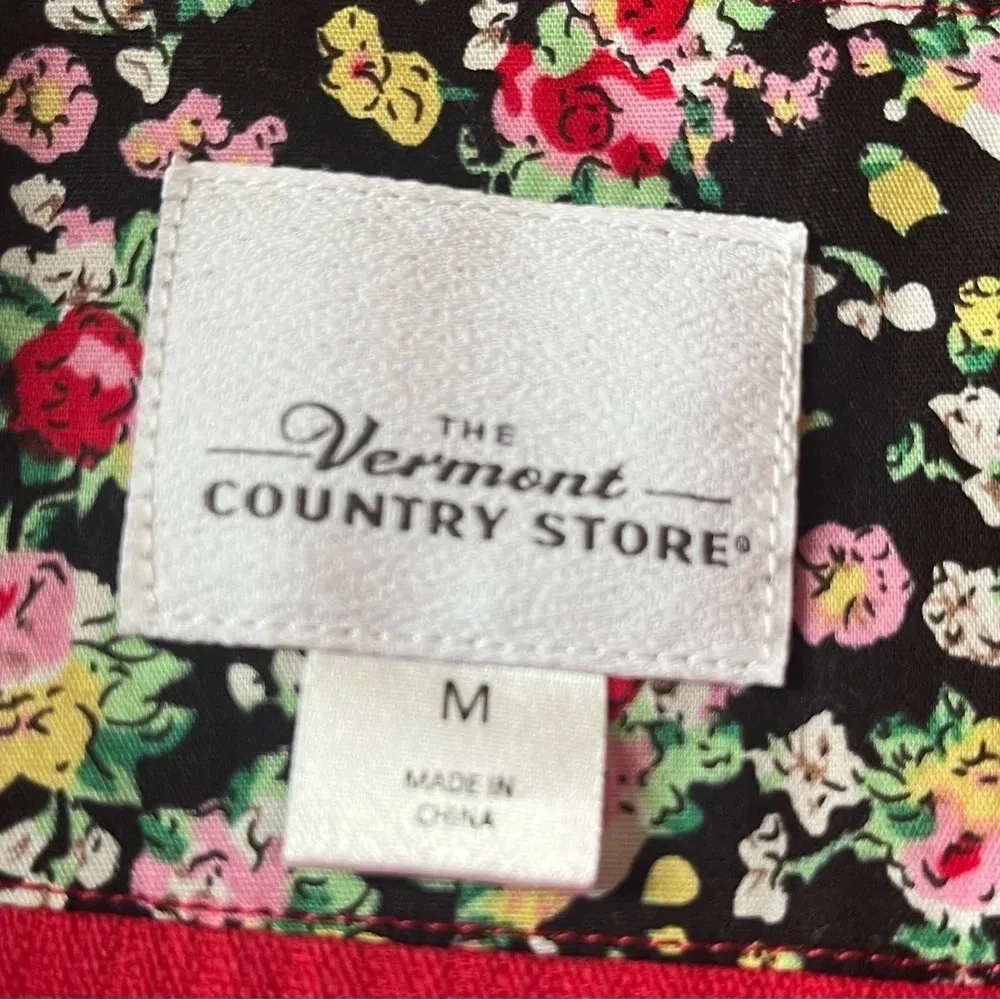 THE
Vermont
COUNTRY STORE®
M
MADE IN
CHINA